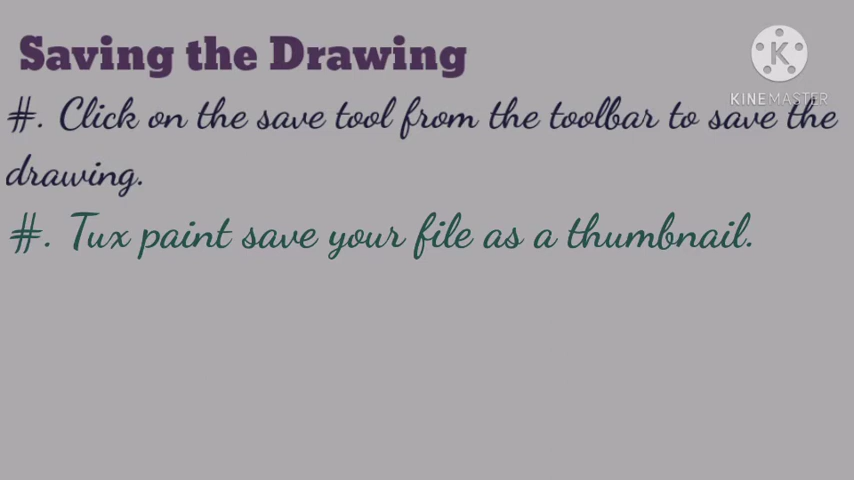 Saving the Drawing
K
KINEMASTER
#. Click on the save tool from the toolbar to save the
drawing.
#. Tux paint save your file as a thumbnail.